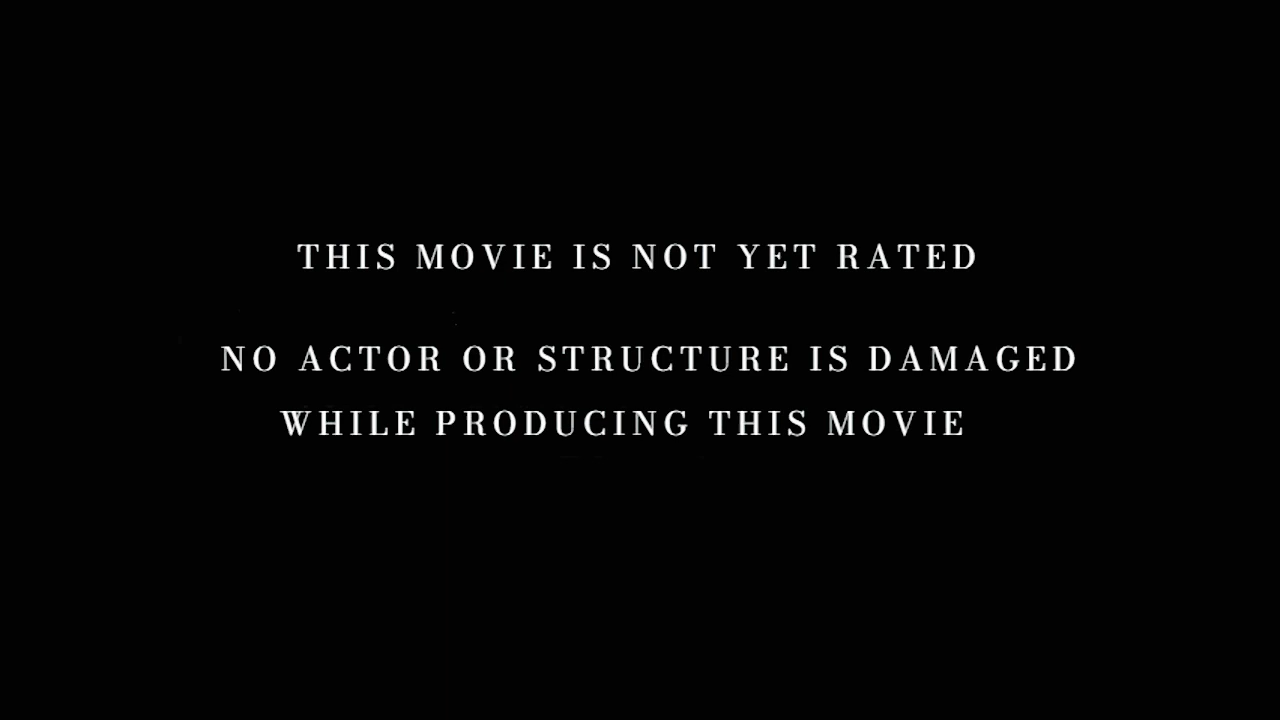 THIS MOVIE IS NOT YET RATED
NO ACTOR OR STRUCTURE IS DAMAGED
WHILE PRODUCING THIS MOVIE